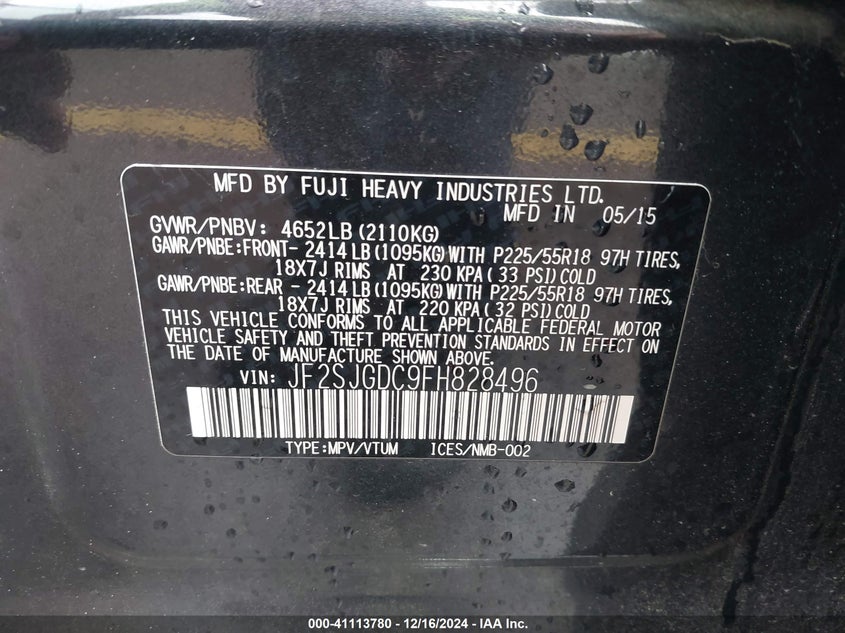 MFD BY FUJI HEAVY INDUSTRIES LTD.
MFD IN 05/15
GVWR/PNBV: 4652LB (2110KG)
GAWR/PNBE:FRONT- 2414LB (1095KG) WITH P225/55R18 97H TIRES,
18X7J RIMS AT 230 KPA ( 33 PSI) COLD
GAWR/PNBE:REAR - 2414LB (1095KG) WITH P225/55R18 97H TIRES,
18X7J RIMS AT 220 KPA ( 32 PSI) COLD
THIS VEHICLE CONFORMS TO ALL APPLICABLE FEDERAL MOTOR
VEHICLE SAFETY AND THEFT PREVENTION STANDARDS IN EFFECT ON
THE DATE OF MANUFACTURE SHOWN ABOVE.
VIN: JF2SJGDC9FH828496
TYPE:MPV/VTUM ICES/NMB-002
000-41113780 - 12/16/2024 - IAA Inc.